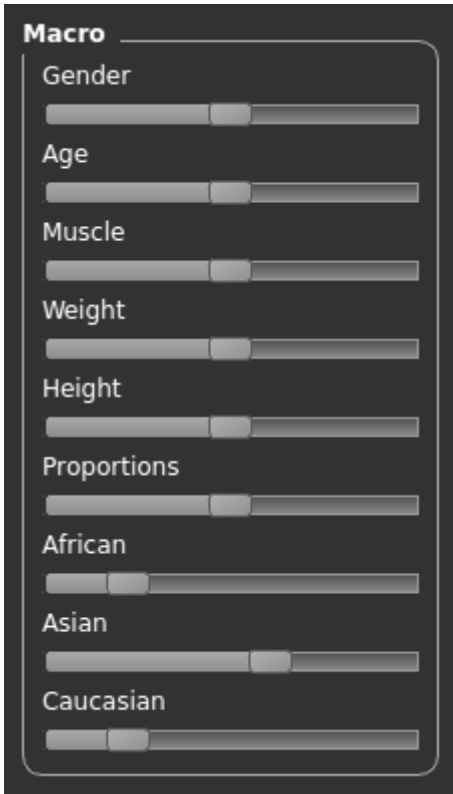 Macro
Gender
Age
Muscle
Weight
Height
Proportions
African
Asian
Caucasian